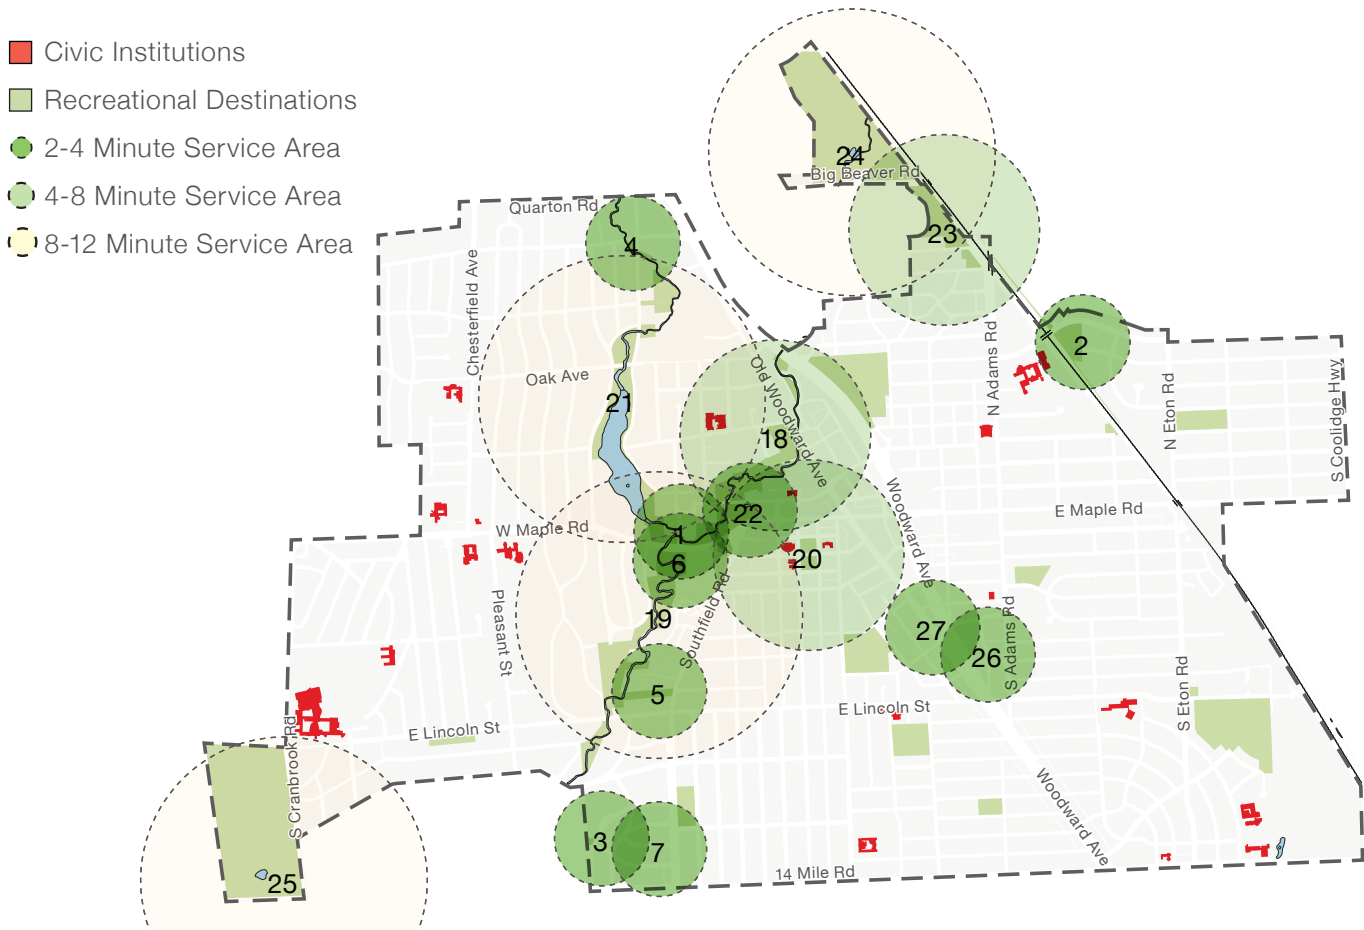 Civic Institutions
Recreational Destinations
2-4 Minute Service Area
4-8 Minute Service Area
8-12 Minute Service Area
24
Big Beaver Rd
Quarton Rd
23
4
Chesterfield Ave
2
N Adams Rd
Oak Ave
Old Woodward Ave
N Eton Rd
S Coolidge Hwy
21
18
Woodward Ave
E Maple Rd
22
W Maple Rd
1
20
6
Pleasant St
19
Southfield Rd
27
S Adams Rd
26
5
S Eton Rd
E Lincoln St
E Lincoln St
S Cranbrook Rd
Woodward Ave
3
7
14 Mile Rd
25